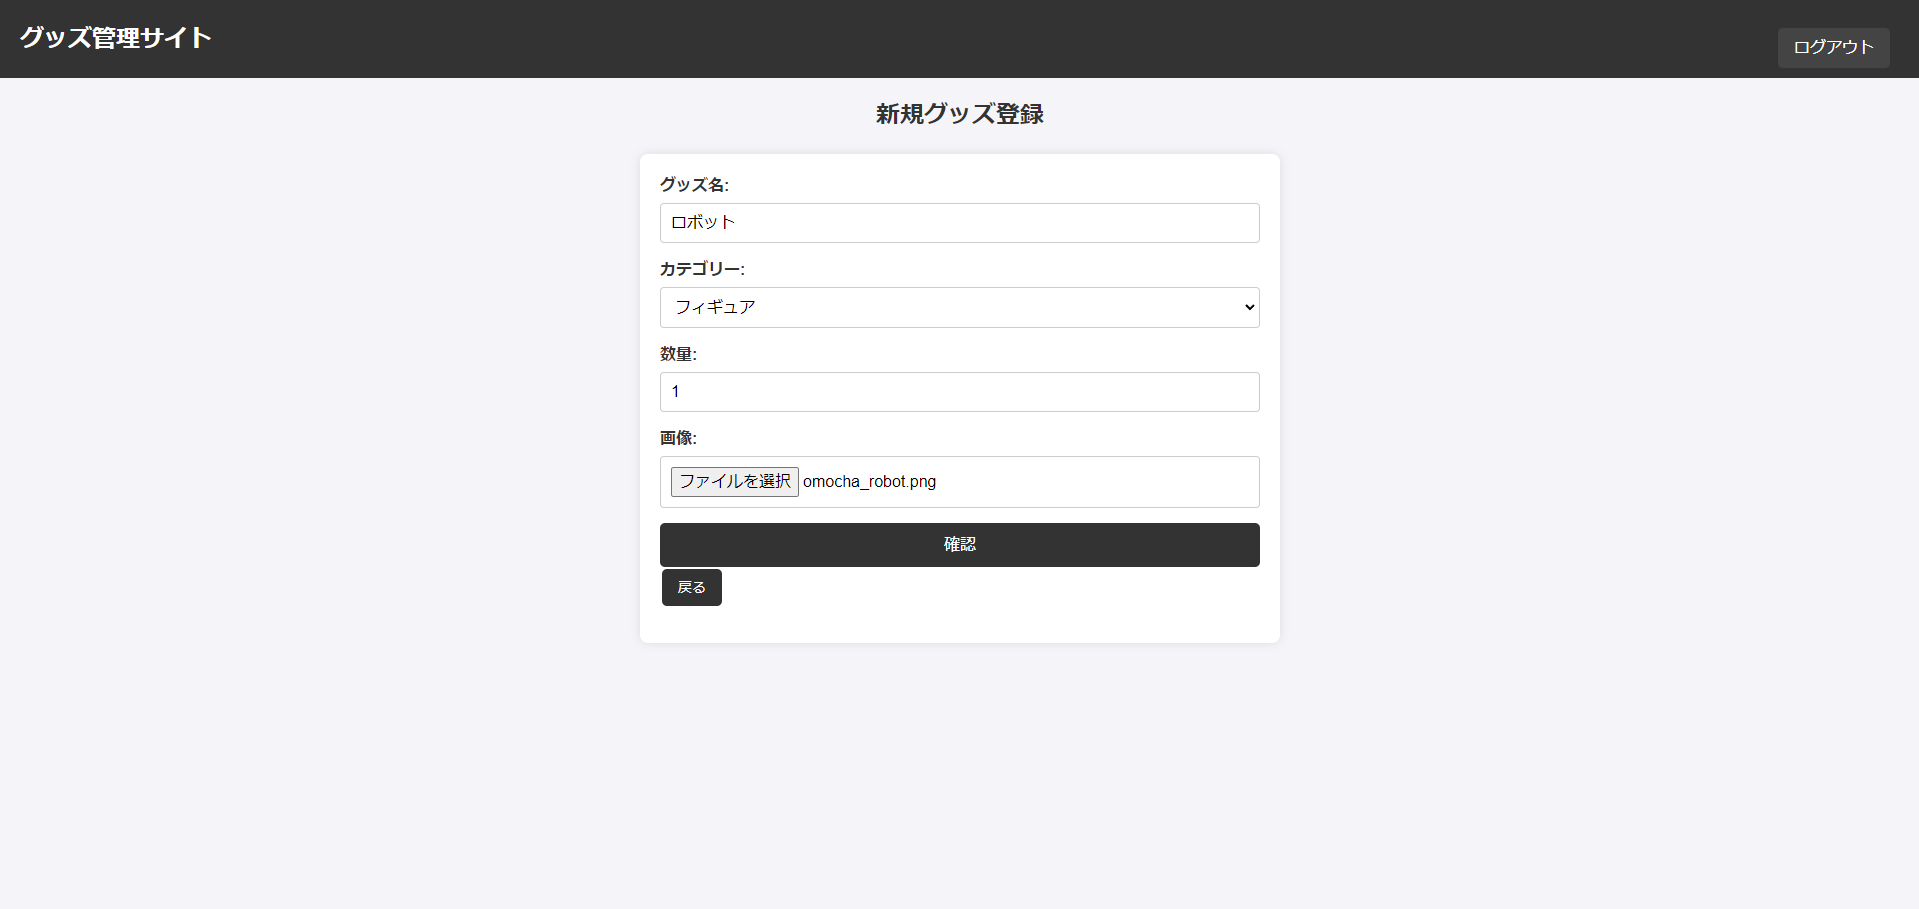 グッズ管理サイト
ログアウト
新規グッズ登録
グッズ名:
ロボット
カテゴリー:
フィギュア
数量:
1
画像:
ファイルを選択 omocha_robot.png
確認
戻る